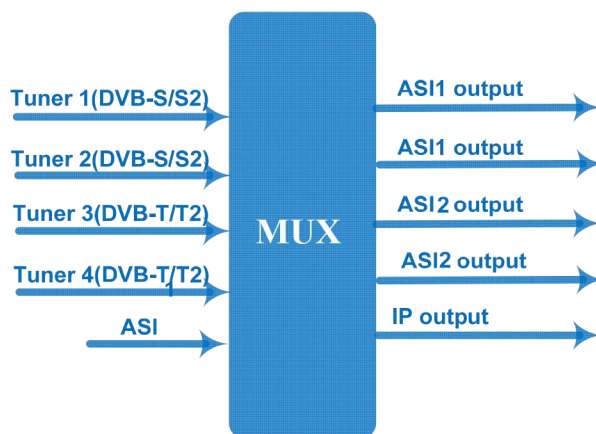 Tuner 1(DVB-S/S2)
Tuner 2(DVB-S/S2)
Tuner 3(DVB-T/T2)
Tuner 4(DVB-T/T2)
ASI
MUX
ASI1 output
ASI1 output
ASI2 output
ASI2 output
IP output